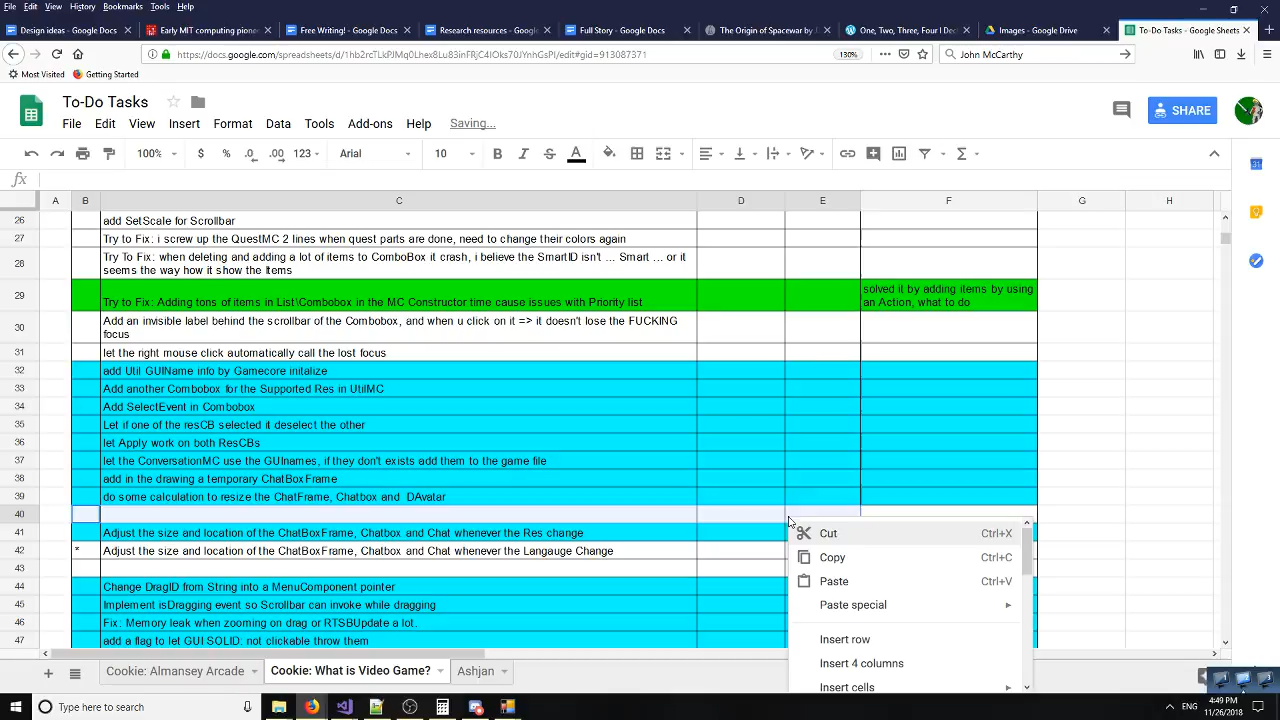 File Edit View History Bookmarks Tools Help
Design ideas - Google Docs
Early MIT computing pione
Free Writing! - Google Docs
Research resources - Google D
Full Story - Google Docs
The Origin of Spacewar by J.
One, Two, Three, Four I Dec
Images - Google Drive
To-Do Tasks - Google Sheets
130%
John McCarthy
Most Visited Getting Started
To-Do Tasks
File Edit View Insert Format Data Tools Add-ons Help Saving...
SHARE
100% $ % .0 .00 123 Arial 10 B I S A
fx
A B C D E F G H
26 add SetScale for Scrollbar
27 Try to Fix: i screw up the QuestMC 2 lines when quest parts are done, need to change their colors again
28 Try To Fix: when deleting and adding a lot of items to ComboBox it crash, i believe the SmartID isn't ... Smart ... or it
seems the way how it show the Items
29 Try to Fix: Adding tons of items in List\Combobox in the MC Constructor time cause issues with Priority list
solved it by adding items by using
an Action, what to do
30 Add an invisible label behind the scrollbar of the Combobox, and when u click on it => it doesn't lose the FUCKING
focus
31 let the right mouse click automatically call the lost focus
32 add Util GUIName info by Gamecore initalize
33 Add another Combobox for the Supported Res in UtilMC
34 Add SelectEvent in Combobox
35 Let if one of the resCB selected it deselect the other
36 let Apply work on both ResCBs
37 let the ConversationMC use the GUInames, if they don't exists add them to the game file
38 add in the drawing a temporary ChatBoxFrame
39 do some calculation to resize the ChatFrame, Chatbox and DAvatar
40
41 Adjust the size and location of the ChatBoxFrame, Chatbox and Chat whenever the Res change
42 * Adjust the size and location of the ChatBoxFrame, Chatbox and Chat whenever the Langauge Change
43
44 Change DragID from String into a MenuComponent pointer
45 Implement isDragging event so Scrollbar can invoke while dragging
46 Fix: Memory leak when zooming on drag or RTSBUpdate a lot.
47 add a flag to let GUI SOLID: not clickable throw them
Cut Ctrl+X
Copy Ctrl+C
Paste Ctrl+V
Paste special
Insert row
Insert 4 columns
Insert cells
Cookie: Almansey Arcade
Cookie: What is Video Game?
Ashjan
Type here to search
ENG
4:49 PM
11/26/2018